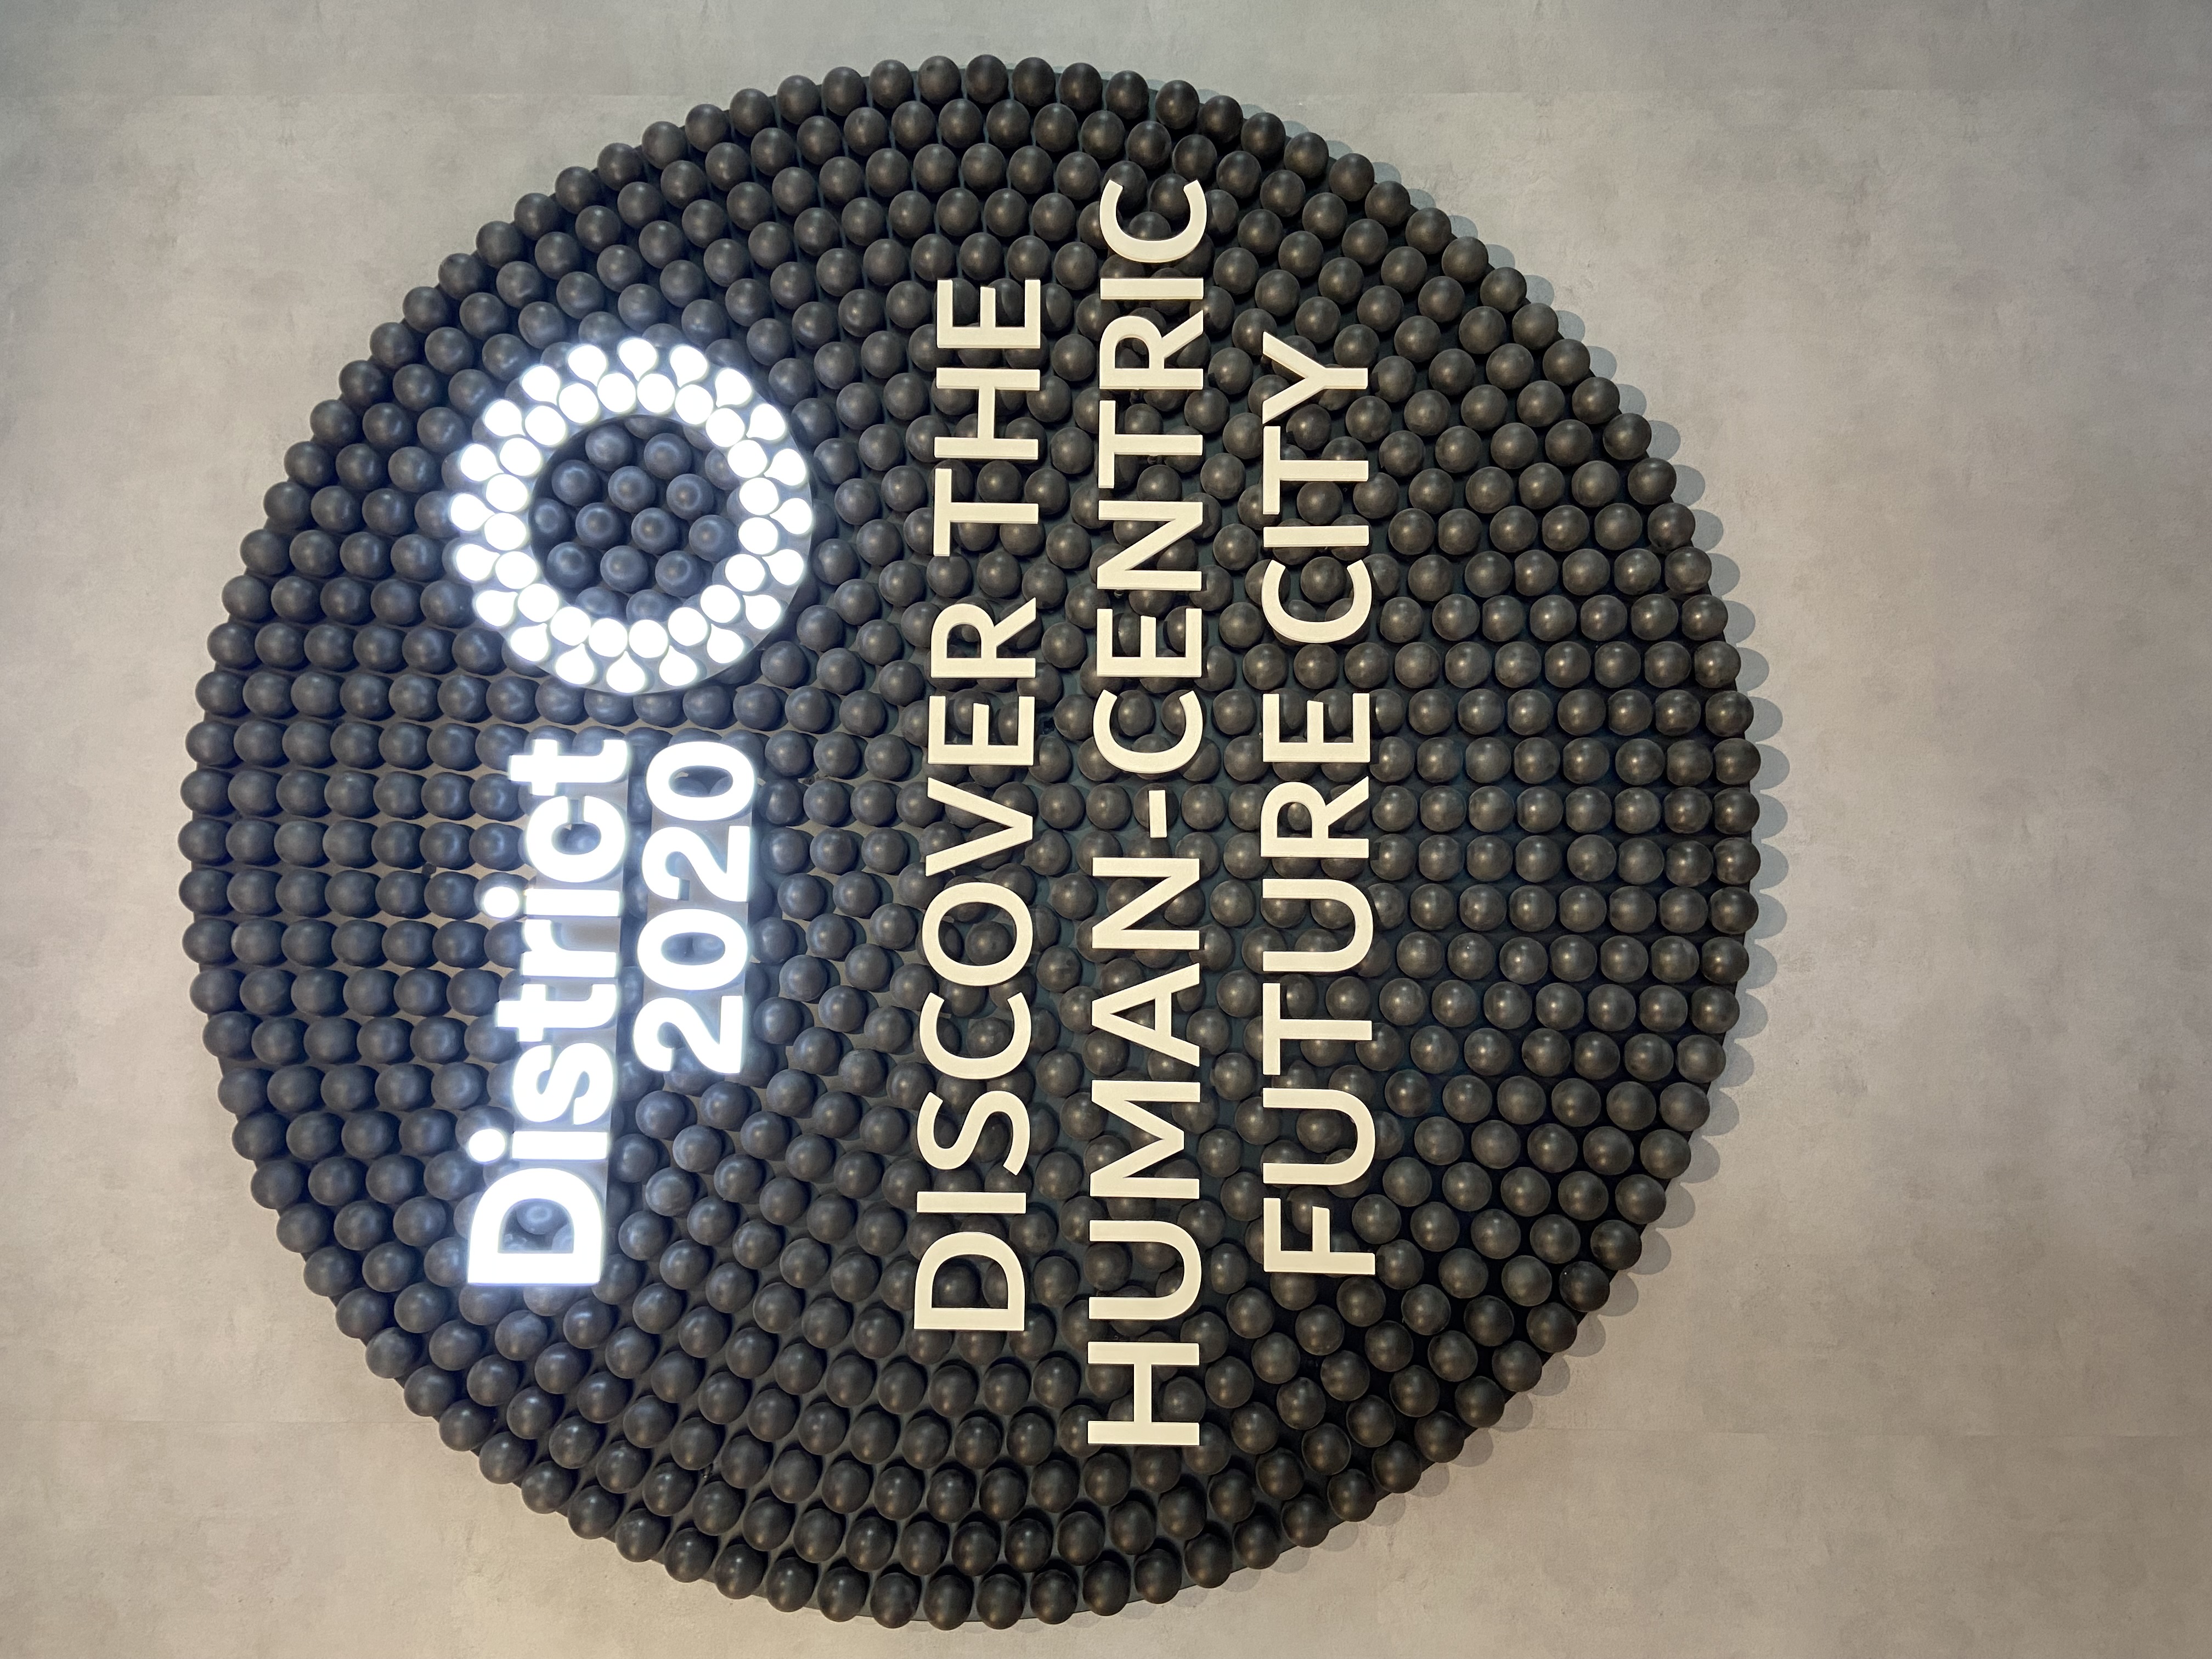 District
2020
DISCOVER THE
HUMAN-CENTRIC
FUTURE CITY